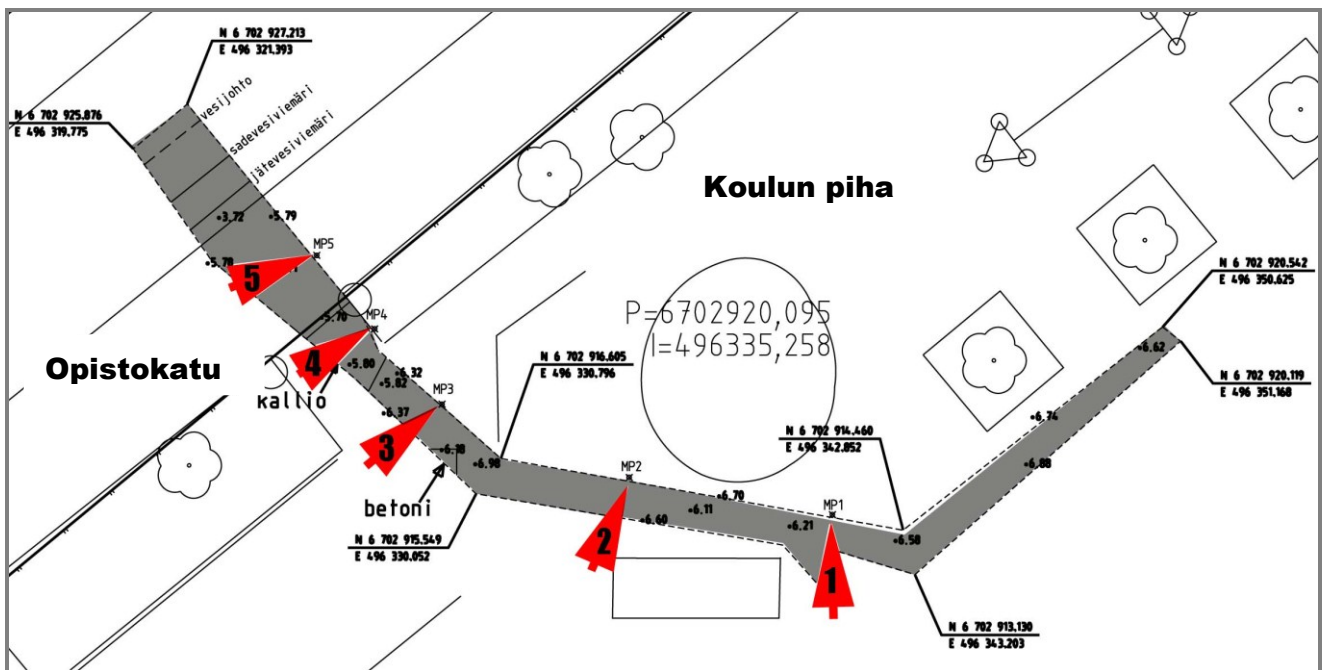 N 6 702 927.213
E 496 321.393
N 6 702 925.876
E 496 319.775
vesijohto
sadevesiviemäri
jätevesiviemäri
Koulun piha
+3.72
+5.79
MP5
+5.78
5
N 6 702 920.542
E 496 350.625
P=6702920,095
I=496335,258
+5.70
MP4
4
Opistokatu
+5.80
+6.32
+5.82
kallio
N 6 702 916.605
E 496 330.796
+6.62
N 6 702 920.119
E 496 351.168
MP3
+6.37
3
+6.18
+6.98
betoni
+6.74
N 6 702 914.460
E 496 342.852
+6.88
MP2
+6.70
+6.11
MP1
+6.60
+6.21
+6.58
2
N 6 702 915.549
E 496 330.052
1
N 6 702 913.130
E 496 343.203